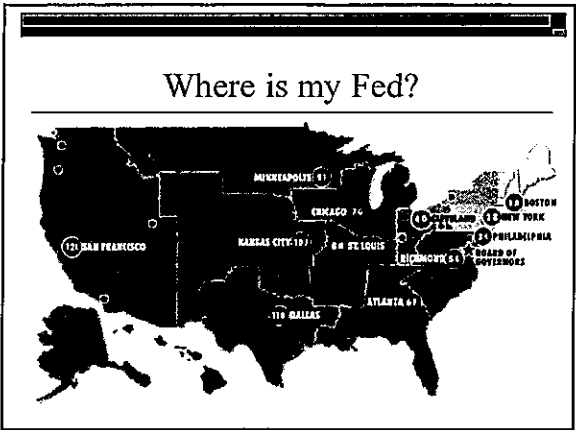 Where is my Fed?
MINNEAPOLIS
BOSTON
CHICAGO
CLEVELAND
NEW YORK
PHILADELPHIA
SAN FRANCISCO
KANSAS CITY
ST. LOUIS
RICHMOND
BOARD OF
GOVERNORS
ATLANTA
DALLAS